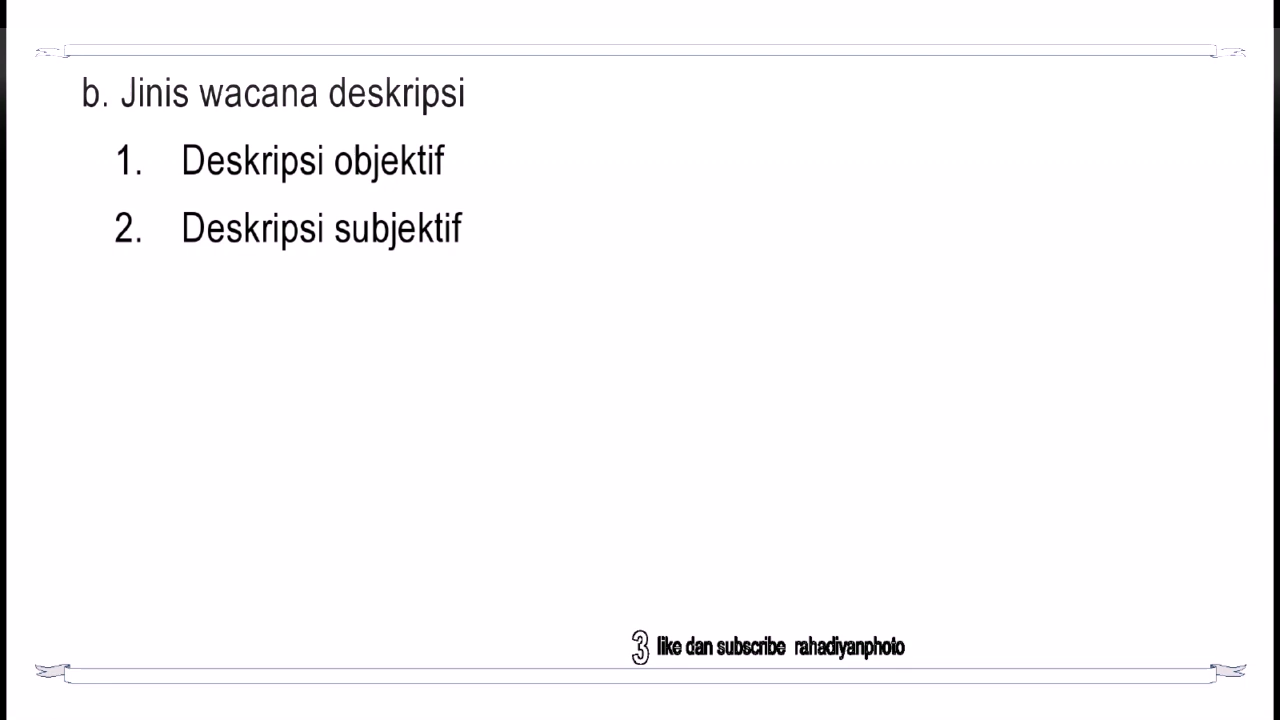 b. Jinis wacana deskripsi
1. Deskripsi objektif
2. Deskripsi subjektif
3 like dan subscribe rahadiyanphoto